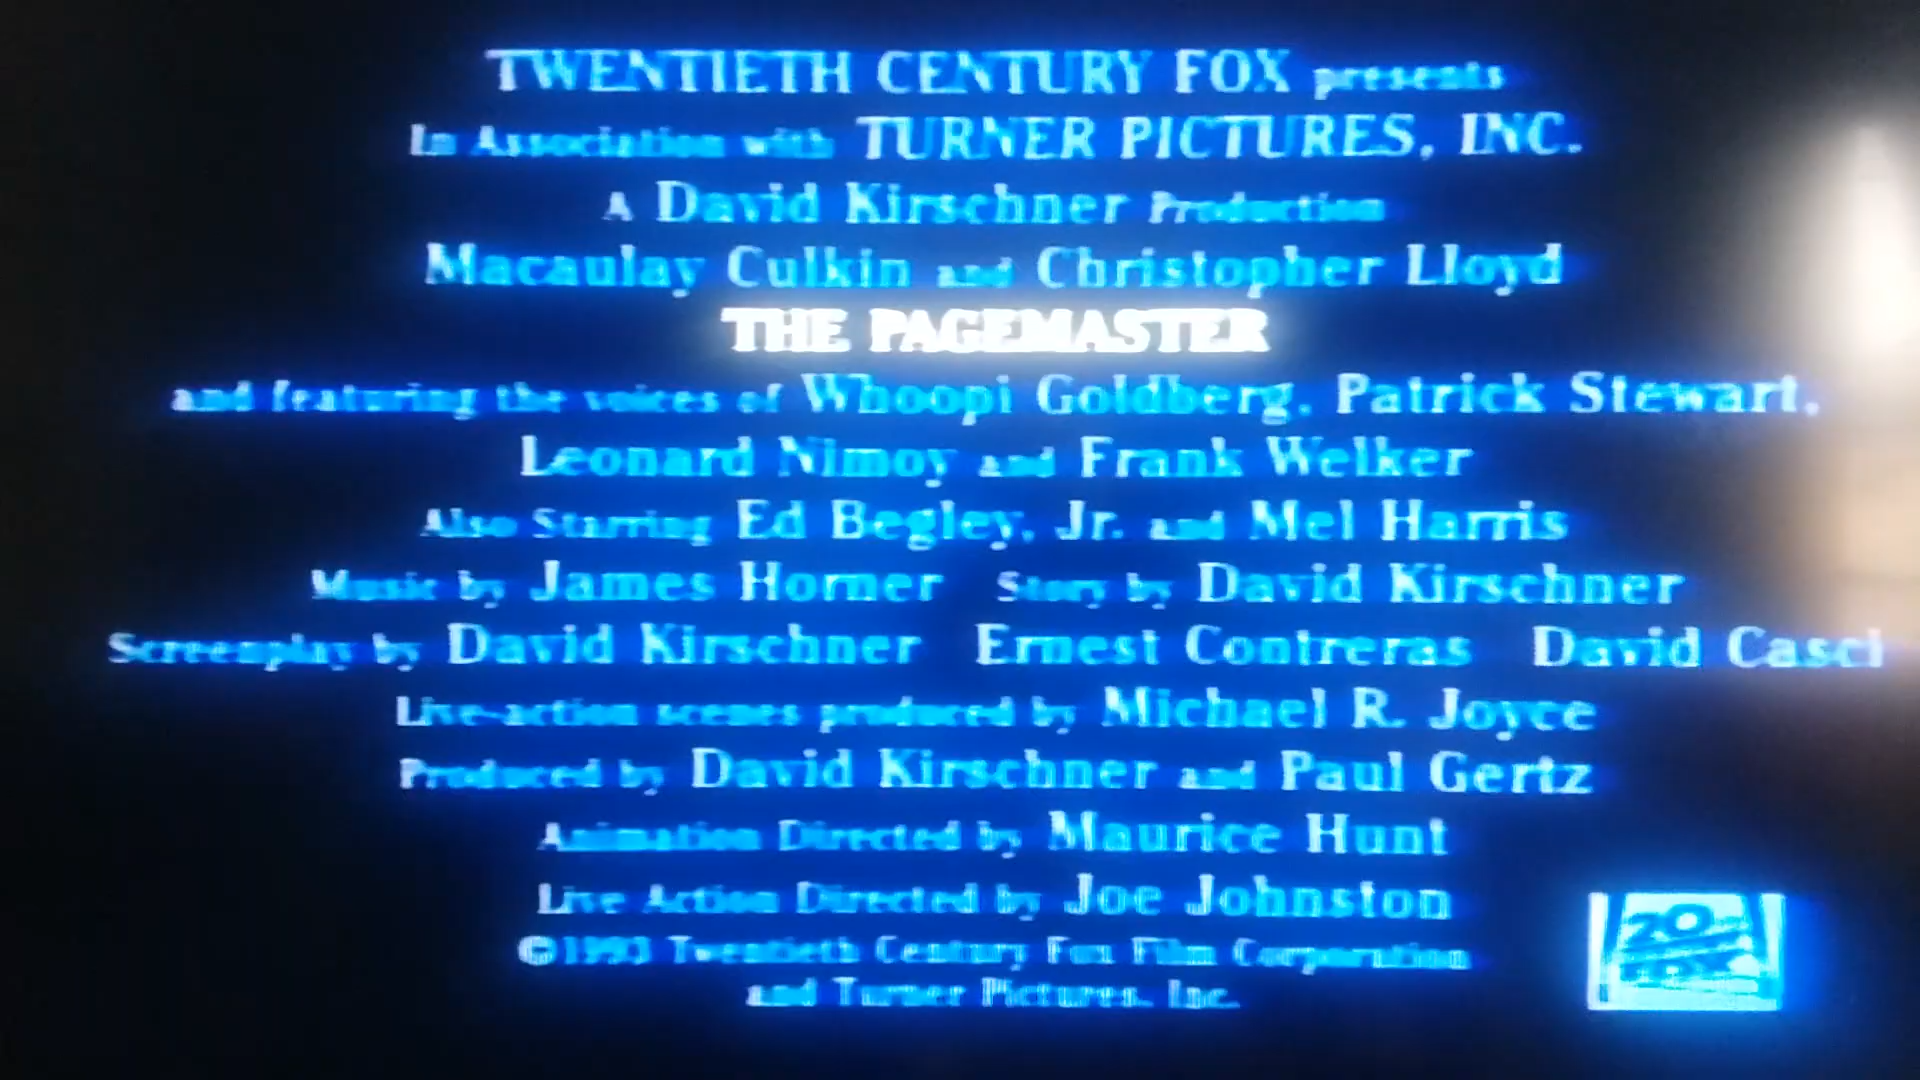 TWENTIETH CENTURY FOX presents
In Association with TURNER PICTURES, INC.
A David Kirschner Production
Macaulay Culkin and Christopher Lloyd
THE PAGEMASTER
and featuring the voices of Whoopi Goldberg, Patrick Stewart,
Leonard Nimoy and Frank Welker
Also Starring Ed Begley, Jr. and Mel Harris
Music by James Horner Story by David Kirschner
Screenplay by David Kirschner Ernest Contreras David Casci
Live-action scenes produced by Michael R. Joyce
Produced by David Kirschner and Paul Gertz
Animation Directed by Maurice Hunt
Live Action Directed by Joe Johnston
©1993 Twentieth Century Fox Film Corporation
and Turner Pictures, Inc.
20
FOX